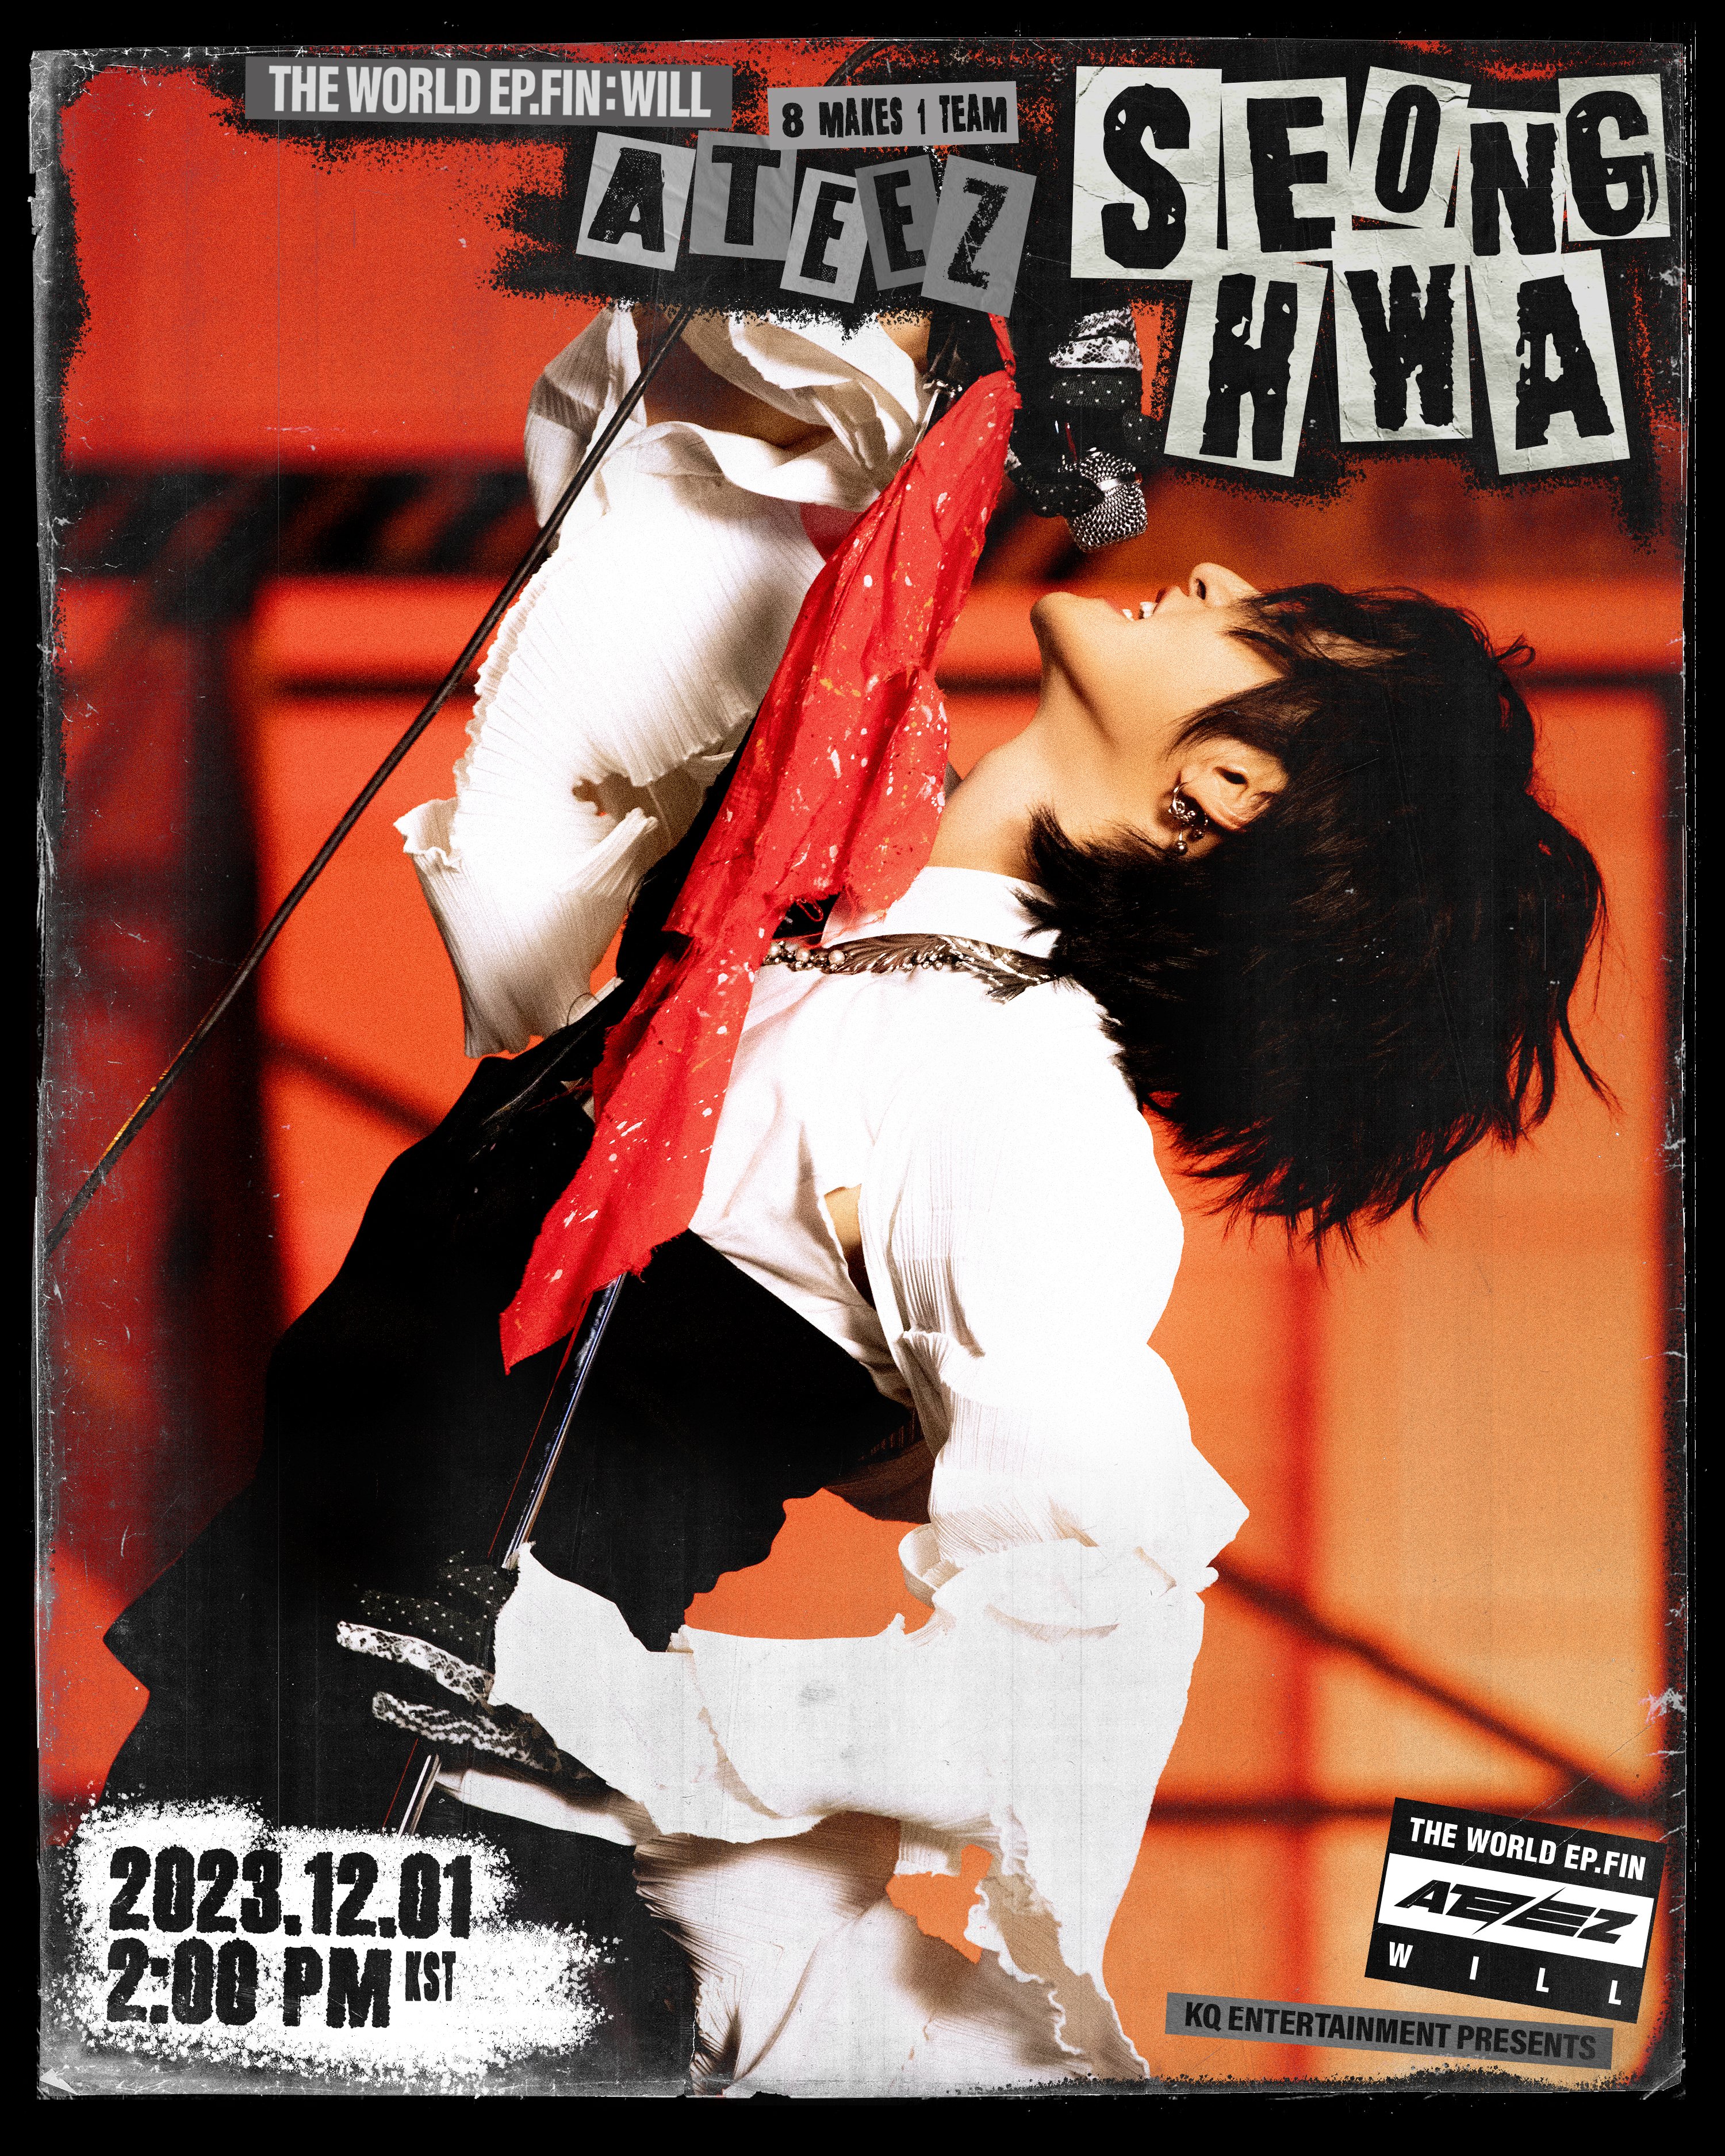 THE WORLD EP.FIN:WILL
8 MAKES 1 TEAM
ATEEZ
SEONG
HWA
2023.12.01
2:00 PM KST
THE WORLD EP.FIN
ATEEZ
WILL
KQ ENTERTAINMENT PRESENTS